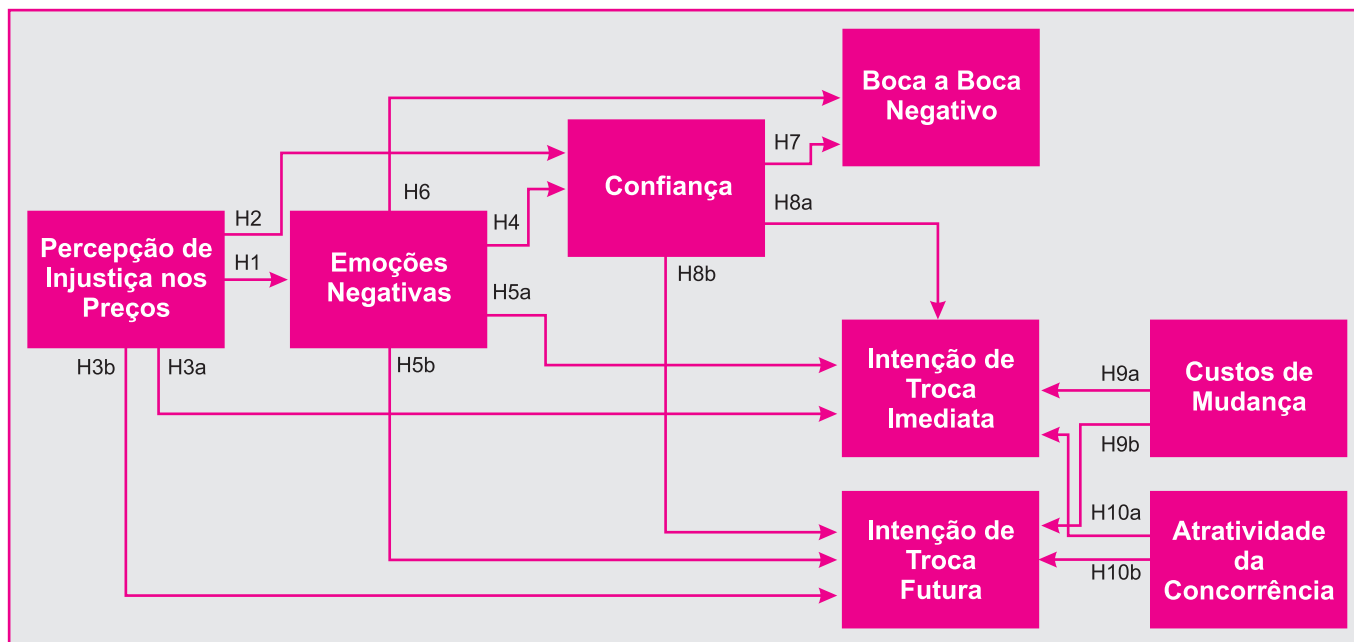 Boca a Boca
Negativo
H7
Confiança
H6
H2
H4
H8a
Percepção de
Injustiça nos
Preços
H1
Emoções
Negativas
H8b
H5a
H3b
H3a
H5b
Intenção de
Troca
Imediata
H9a
Custos de
Mudança
H9b
H10a
Intenção de
Troca
Futura
H10b
Atratividade
da
Concorrência